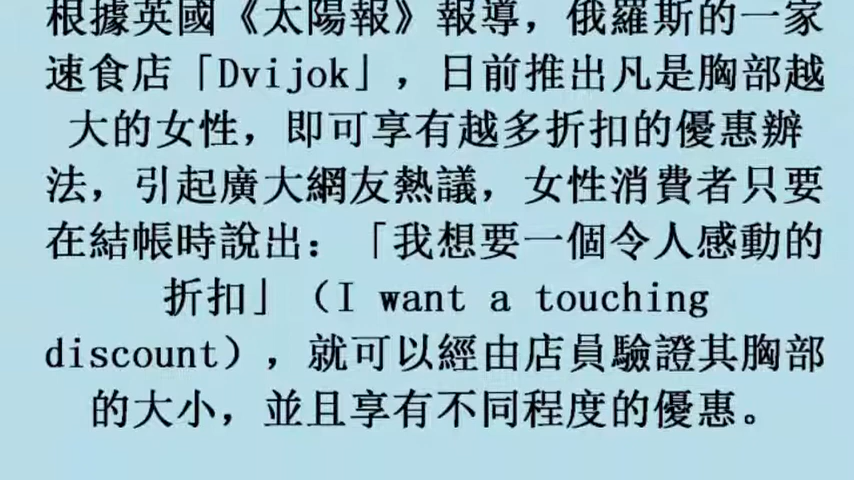 根據英國《太陽報》報導，俄羅斯的一家
速食店「Dvijok」，日前推出凡是胸部越
大的女性，即可享有越多折扣的優惠辦
法，引起廣大網友熱議，女性消費者只要
在結帳時說出：「我想要一個令人感動的
折扣」（I want a touching
discount），就可以經由店員驗證其胸部
的大小，並且享有不同程度的優惠。